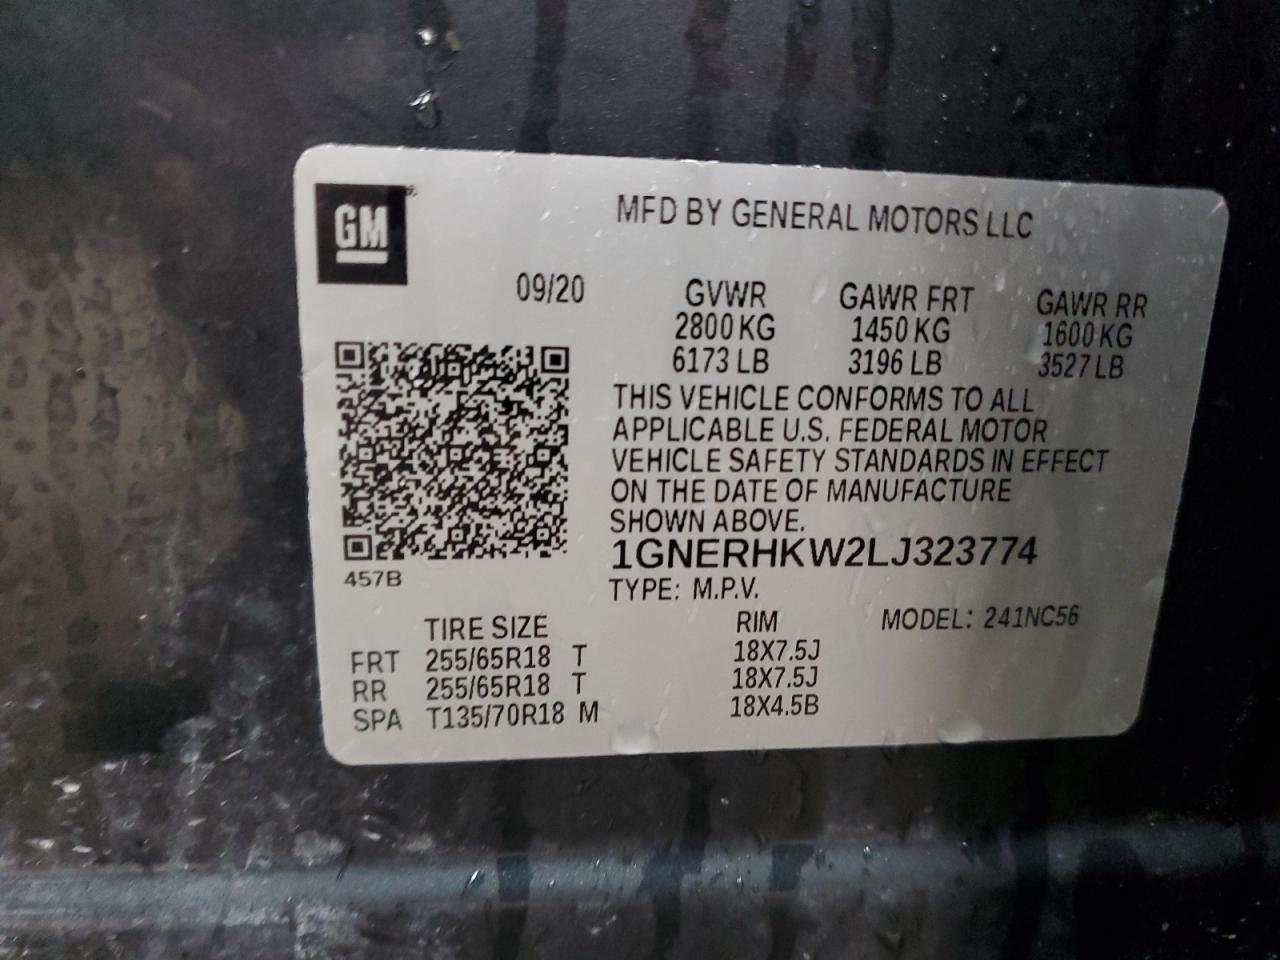 GM
MFD BY GENERAL MOTORS LLC
09/20 GVWR GAWR FRT GAWR RR
2800 KG 1450 KG 1600 KG
6173 LB 3196 LB 3527 LB
THIS VEHICLE CONFORMS TO ALL
APPLICABLE U.S. FEDERAL MOTOR
VEHICLE SAFETY STANDARDS IN EFFECT
ON THE DATE OF MANUFACTURE
SHOWN ABOVE.
1GNERHKW2LJ323774
457B
TYPE: M.P.V.
TIRE SIZE RIM MODEL: 241NC56
FRT 255/65R18 T 18X7.5J
RR 255/65R18 T 18X7.5J
SPA T135/70R18 M 18X4.5B